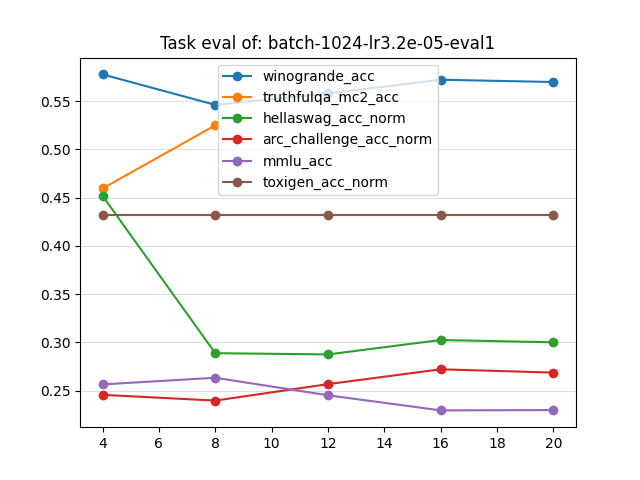 Task eval of: batch-1024-lr3.2e-05-eval1
winogrande_acc
truthfulqa_mc2_acc
hellaswag_acc_norm
arc_challenge_acc_norm
mmlu_acc
toxigen_acc_norm
0.55
0.50
0.45
0.40
0.35
0.30
0.25
4 6 8 10 12 14 16 18 20